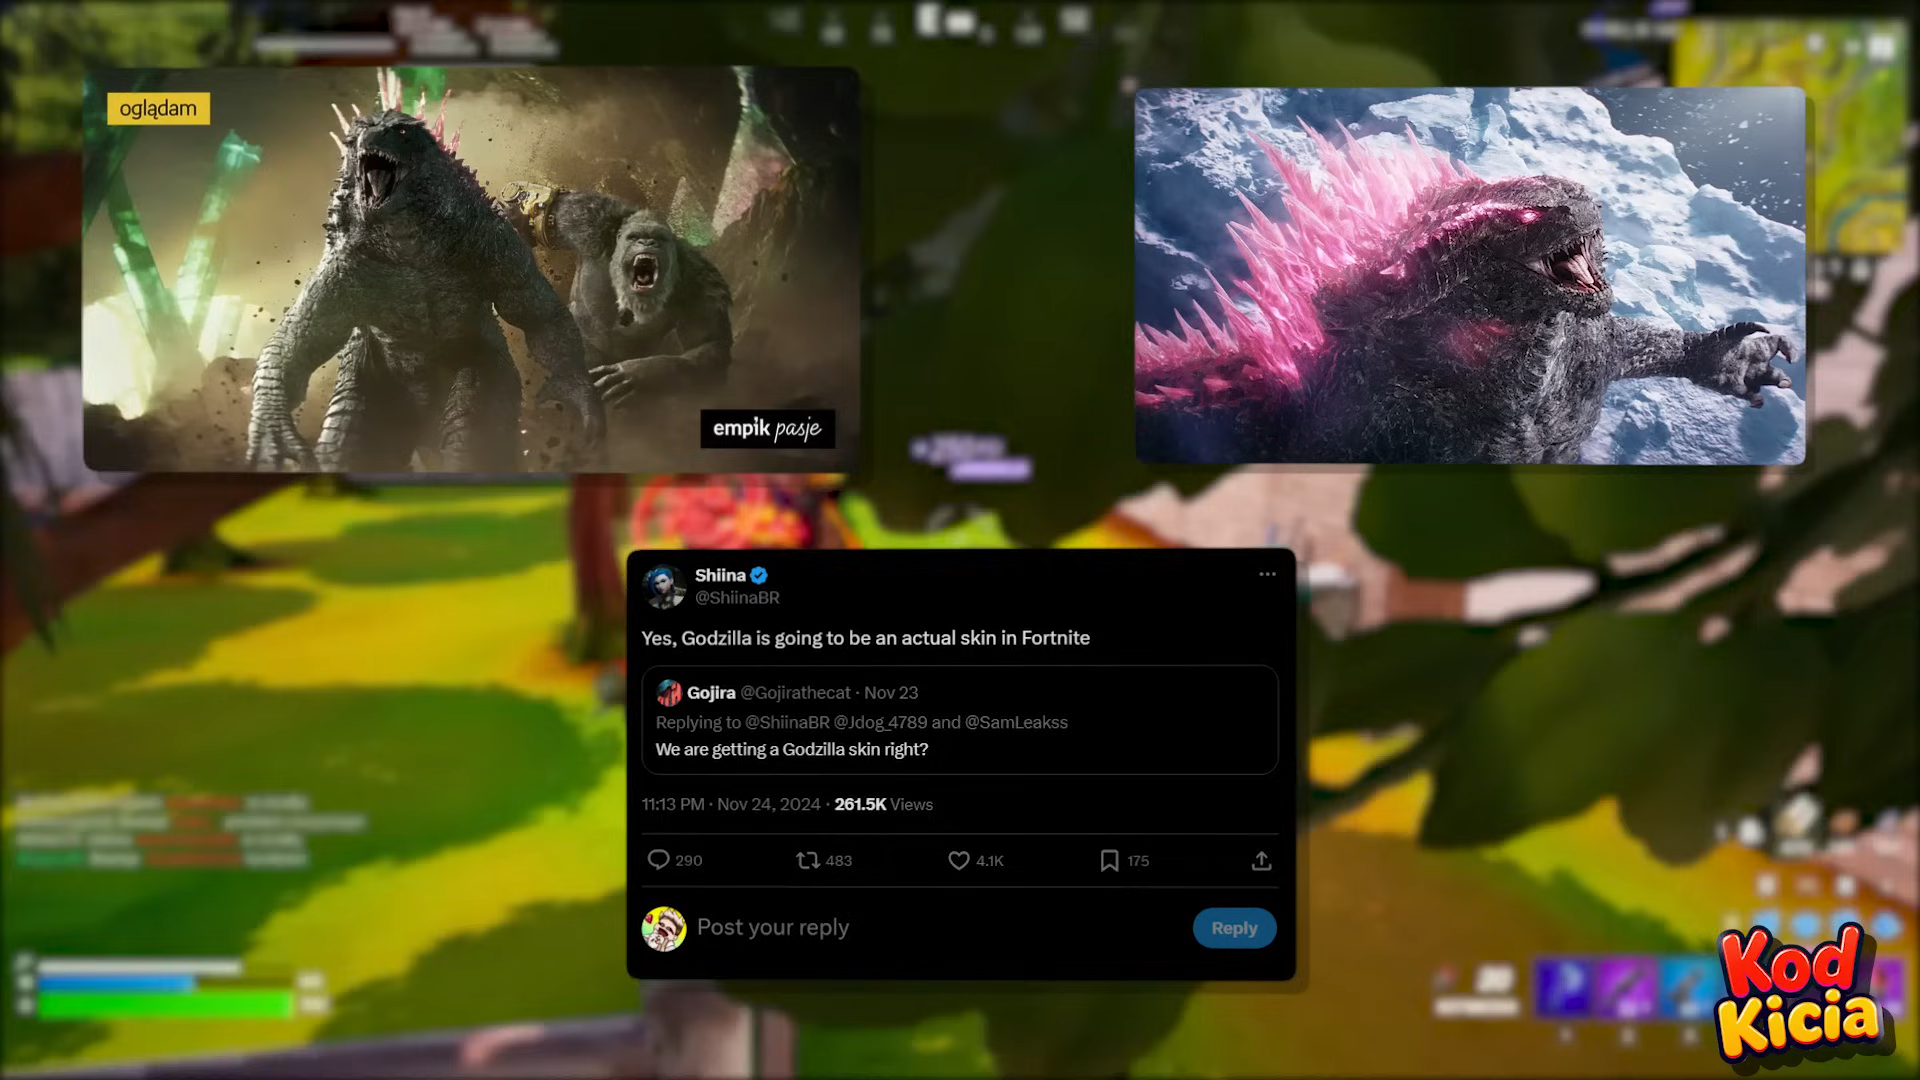 oglądam
empik pasje
Shiina
@ShiinaBR
Yes, Godzilla is going to be an actual skin in Fortnite
Gojira @Gojirathecat · Nov 23
Replying to @ShiinaBR @Jdog_4789 and @SamLeakss
We are getting a Godzilla skin right?
11:13 PM · Nov 24, 2024 · 261.5K Views
290 483 4.1K 175
Post your reply Reply
Kod
Kicia